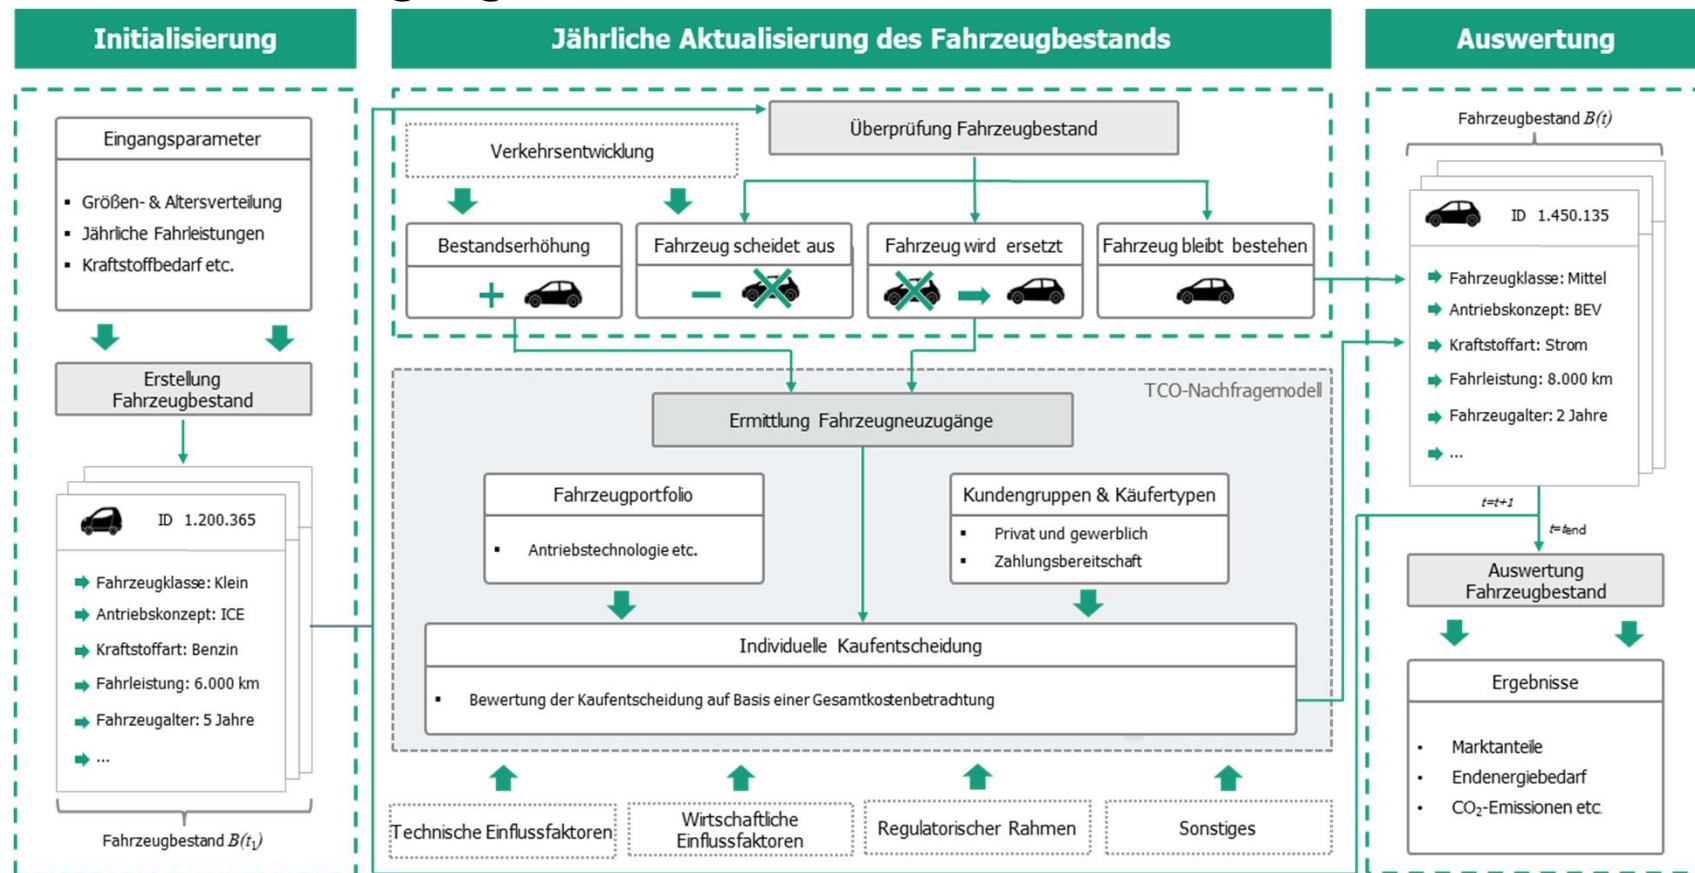 Initialisierung
Eingangsparameter
▪ Größen- & Altersverteilung
▪ Jährliche Fahrleistungen
▪ Kraftstoffbedarf etc.
Erstellung
Fahrzeugbestand
ID 1.200.365
Fahrzeugklasse: Klein
Antriebskonzept: ICE
Kraftstoffart: Benzin
Fahrleistung: 6.000 km
Fahrzeugalter: 5 Jahre
...
Fahrzeugbestand B(t₁)
Jährliche Aktualisierung des Fahrzeugbestands
Überprüfung Fahrzeugbestand
Verkehrsentwicklung
Bestandserhöhung
+
Fahrzeug scheidet aus
−
Fahrzeug wird ersetzt
Fahrzeug bleibt bestehen
TCO-Nachfragemodell
Ermittlung Fahrzeugneuzugänge
Fahrzeugportfolio
▪ Antriebstechnologie etc.
Kundengruppen & Käufertypen
▪ Privat und gewerblich
▪ Zahlungsbereitschaft
Individuelle Kaufentscheidung
▪ Bewertung der Kaufentscheidung auf Basis einer Gesamtkostenbetrachtung
Technische Einflussfaktoren
Wirtschaftliche
Einflussfaktoren
Regulatorischer Rahmen
Sonstiges
Auswertung
Fahrzeugbestand B(t)
ID 1.450.135
Fahrzeugklasse: Mittel
Antriebskonzept: BEV
Kraftstoffart: Strom
Fahrleistung: 8.000 km
Fahrzeugalter: 2 Jahre
...
t=t+1
t=tend
Auswertung
Fahrzeugbestand
Ergebnisse
• Marktanteile
• Endenergiebedarf
• CO₂-Emissionen etc.